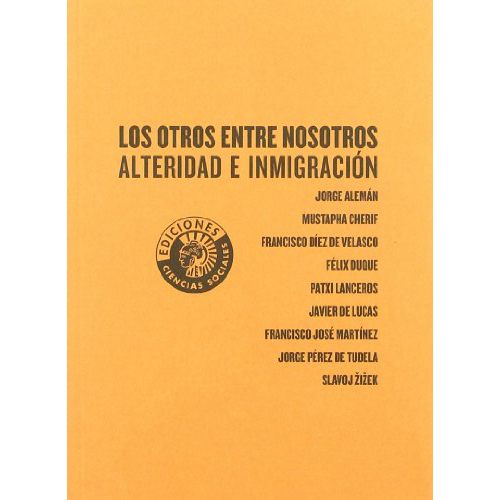 LOS OTROS ENTRE NOSOTROS
ALTERIDAD E INMIGRACIÓN
JORGE ALEMÁN
MUSTAPHA CHERIF
FRANCISCO DÍEZ DE VELASCO
FÉLIX DUQUE
PATXI LANCEROS
JAVIER DE LUCAS
FRANCISCO JOSÉ MARTÍNEZ
JORGE PÉREZ DE TUDELA
SLAVOJ ŽIŽEK
EDICIONES
CIENCIAS SOCIALES